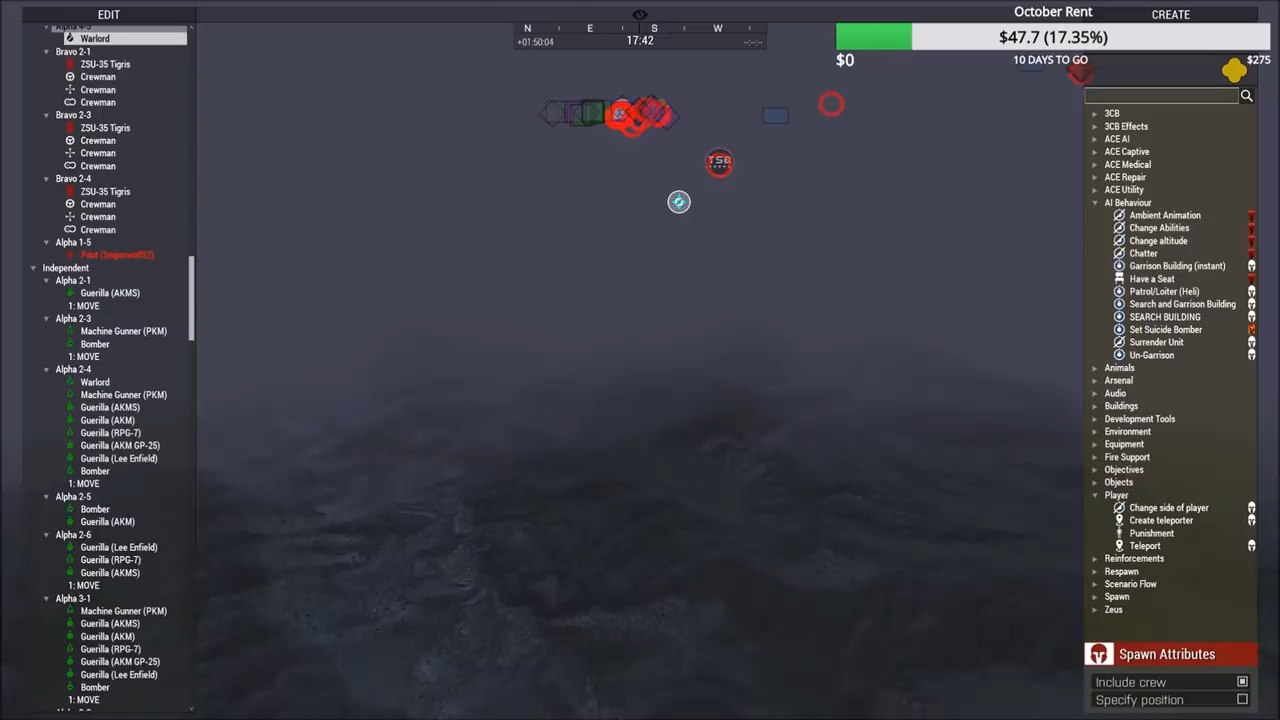 EDIT
Warlord
Bravo 2-1
ZSU-35 Tigris
Crewman
Crewman
Crewman
Bravo 2-3
ZSU-35 Tigris
Crewman
Crewman
Crewman
Bravo 2-4
ZSU-35 Tigris
Crewman
Crewman
Crewman
Alpha 1-5
Independent
Alpha 2-1
Guerilla (AKMS)
1: MOVE
Alpha 2-3
Machine Gunner (PKM)
Bomber
1: MOVE
Alpha 2-4
Warlord
Machine Gunner (PKM)
Guerilla (AKMS)
Guerilla (AKM)
Guerilla (RPG-7)
Guerilla (AKM GP-25)
Guerilla (Lee Enfield)
Bomber
1: MOVE
Alpha 2-5
Bomber
Guerilla (AKM)
Alpha 2-6
Guerilla (Lee Enfield)
Guerilla (RPG-7)
Guerilla (AKMS)
1: MOVE
Alpha 3-1
Machine Gunner (PKM)
Guerilla (AKMS)
Guerilla (AKM)
Guerilla (RPG-7)
Guerilla (AKM GP-25)
Guerilla (Lee Enfield)
Bomber
1: MOVE
N E S W
+01:50:04 17:42 --:--:--
TSG
October Rent
$47.7 (17.35%)
$0 10 DAYS TO GO $275
CREATE
3CB
3CB Effects
ACE AI
ACE Captive
ACE Medical
ACE Repair
ACE Utility
AI Behaviour
Ambient Animation
Change Abilities
Change altitude
Chatter
Garrison Building (instant)
Have a Seat
Patrol/Loiter (Heli)
Search and Garrison Building
SEARCH BUILDING
Set Suicide Bomber
Surrender Unit
Un-Garrison
Animals
Arsenal
Audio
Buildings
Development Tools
Environment
Equipment
Fire Support
Objectives
Objects
Player
Change side of player
Create teleporter
Punishment
Teleport
Reinforcements
Respawn
Scenario Flow
Spawn
Zeus
Spawn Attributes
Include crew
Specify position